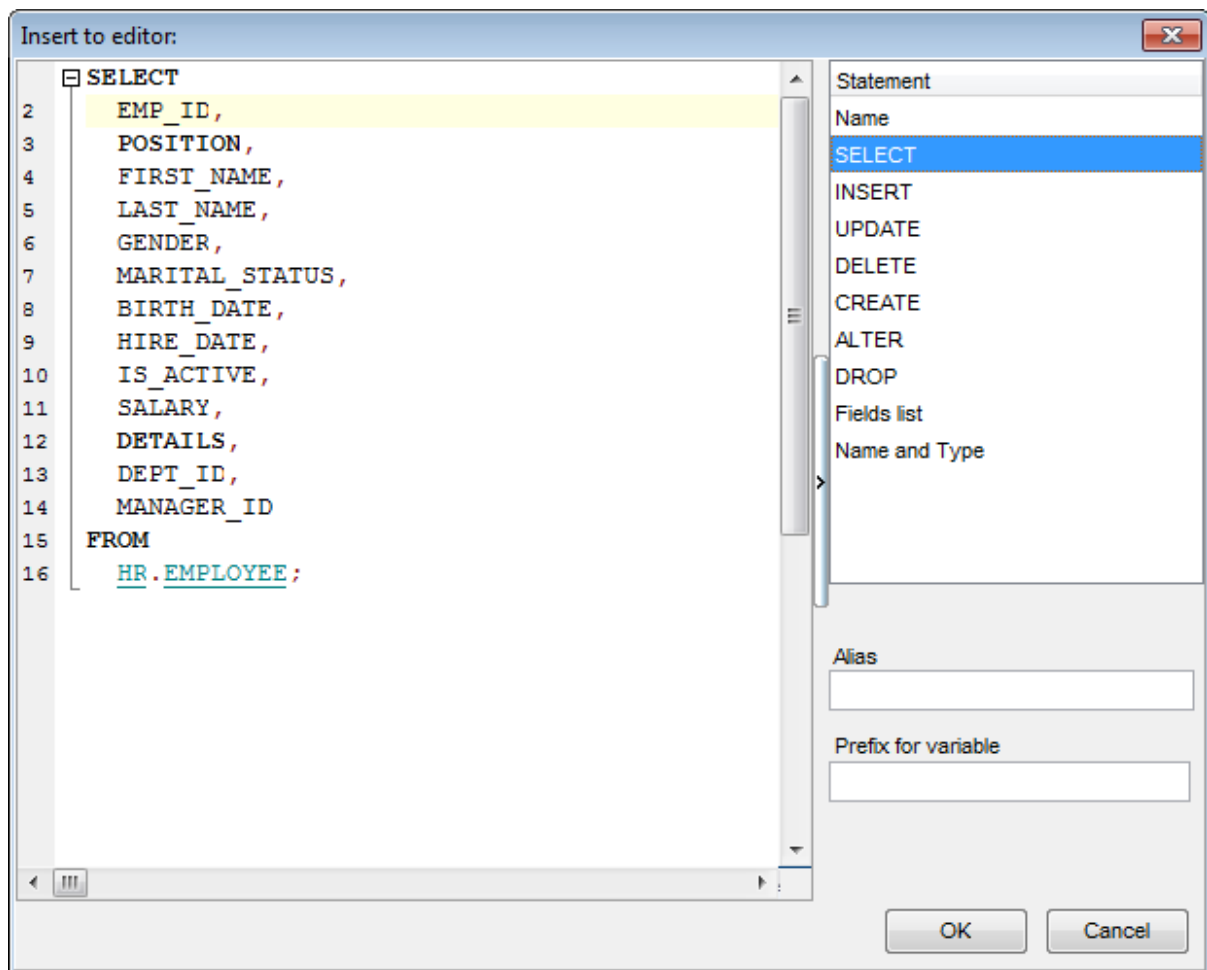 Insert to editor:
SELECT
2 EMP_ID,
3 POSITION,
4 FIRST_NAME,
5 LAST_NAME,
6 GENDER,
7 MARITAL_STATUS,
8 BIRTH_DATE,
9 HIRE_DATE,
10 IS_ACTIVE,
11 SALARY,
12 DETAILS,
13 DEPT_ID,
14 MANAGER_ID
15 FROM
16 HR.EMPLOYEE;
Statement
Name
SELECT
INSERT
UPDATE
DELETE
CREATE
ALTER
DROP
Fields list
Name and Type
Alias
Prefix for variable
OK
Cancel